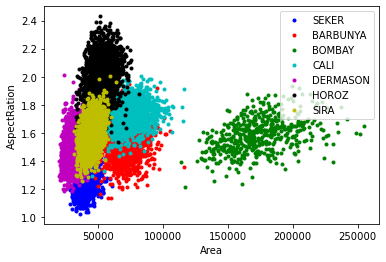 2.4
2.2
2.0
1.8
1.6
1.4
1.2
1.0
AspectRation
50000 100000 150000 200000 250000
Area
SEKER
BARBUNYA
BOMBAY
CALI
DERMASON
HOROZ
SIRA